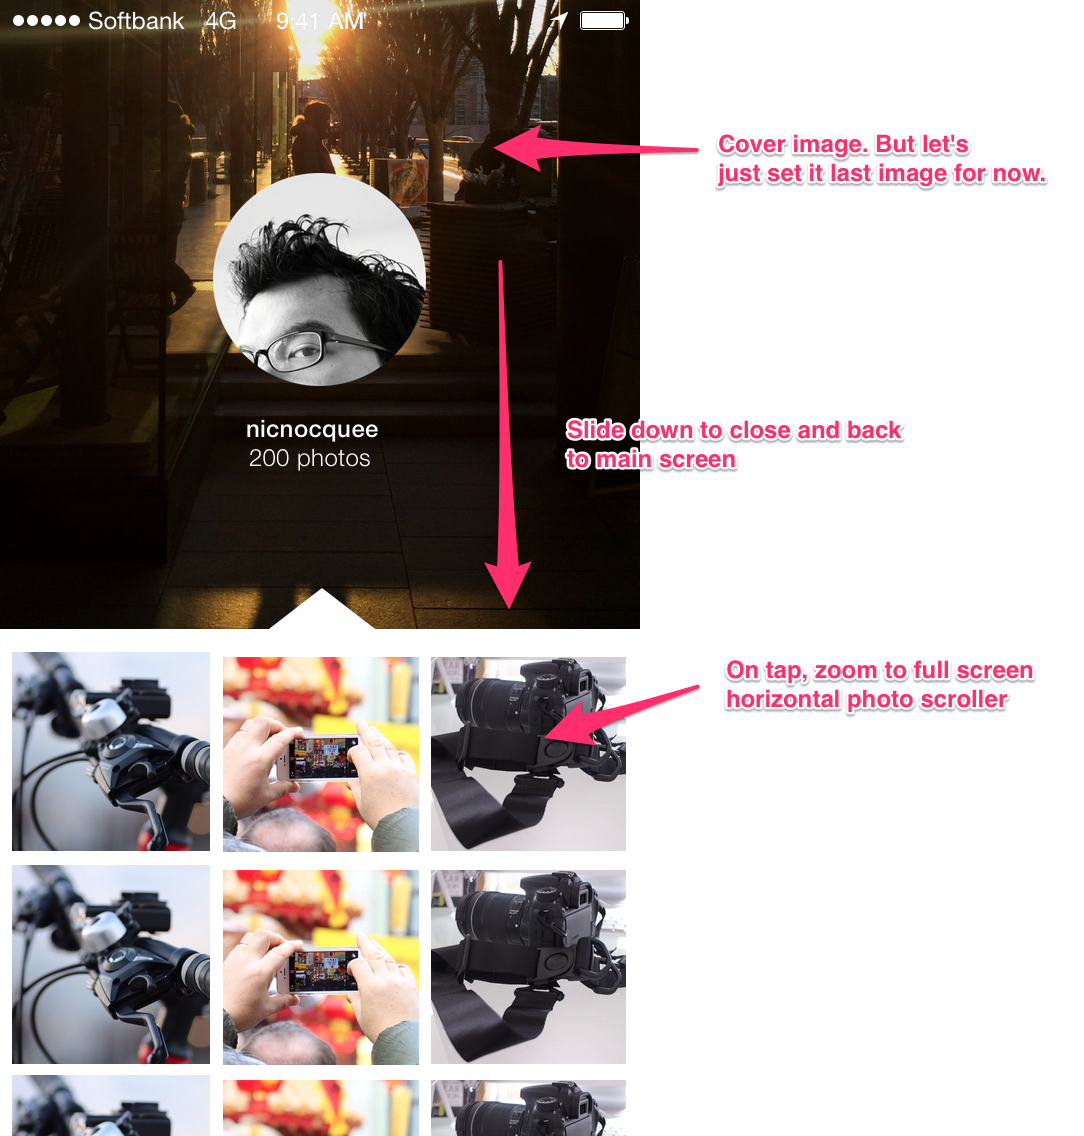 Softbank 4G 9:41 AM
Cover image. But let's
just set it last image for now.
nicnocquee
200 photos
Slide down to close and back
to main screen
On tap, zoom to full screen
horizontal photo scroller